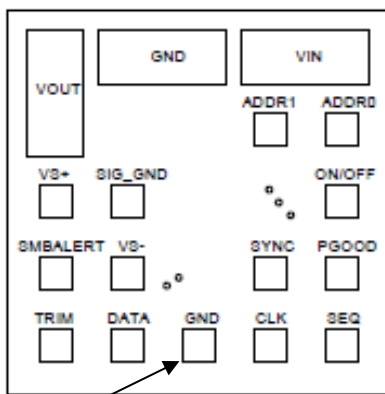 GND VIN
VOUT
ADDR1 ADDR0
VS+ SIG_GND ON/OFF
SMBALERT VS- SYNC PGOOD
TRIM DATA GND CLK SEQ